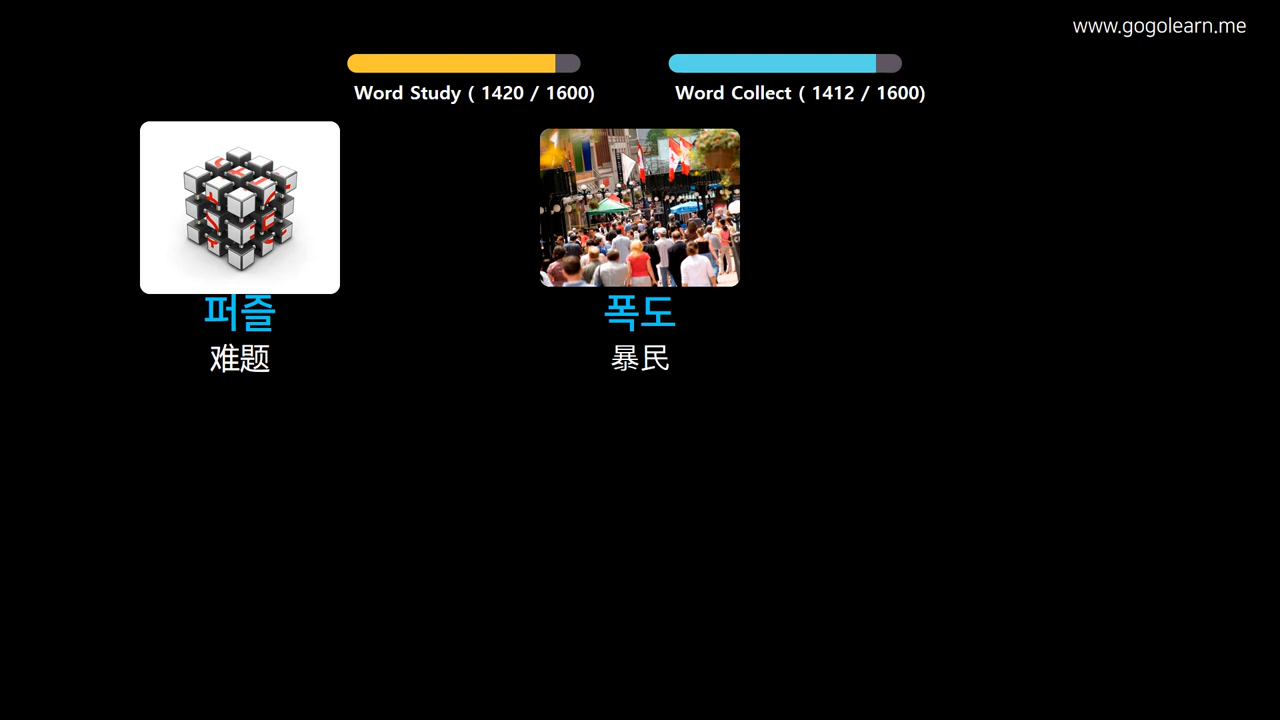 www.gogolearn.me
Word Study ( 1420 / 1600)
Word Collect ( 1412 / 1600)
퍼즐
难题
폭도
暴民